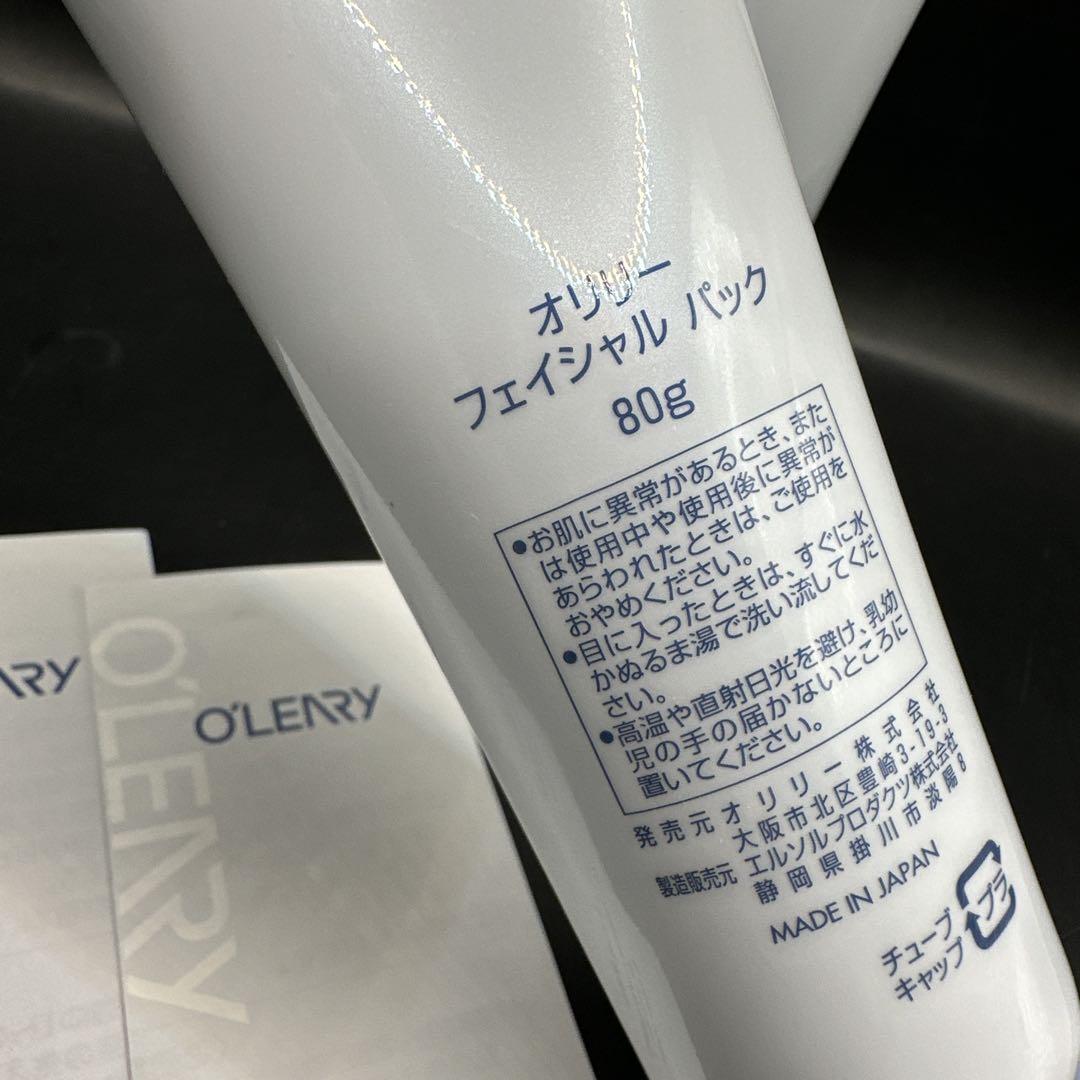 オリリー
フェイシャル パック
80g
●お肌に異常があるとき、また
は使用中や使用後に異常が
あらわれたときは、ご使用を
おやめください。
●目に入ったときは、すぐに水
かぬるま湯で洗い流してくだ
さい。
●高温や直射日光を避け、乳幼
児の手の届かないところに
置いてください。
発売元 オリリー株式会社
大阪市北区豊崎3-19-3
製造販売元 エルソルプロダクツ株式会社
静岡県掛川市淡陽8
MADE IN JAPAN
プラ
チューブ
キャップ
O'LEARY
O'LEARY